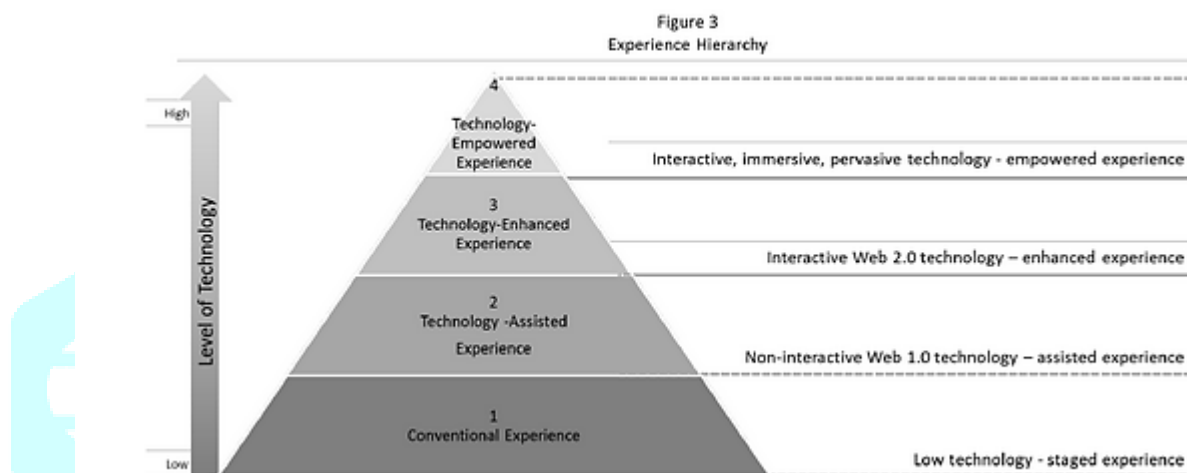 Figure 3
Experience Hierarchy
High
Level of Technology
Low
4
Technology-
Empowered
Experience
Interactive, immersive, pervasive technology - empowered experience
3
Technology-Enhanced
Experience
Interactive Web 2.0 technology – enhanced experience
2
Technology -Assisted
Experience
Non-interactive Web 1.0 technology – assisted experience
1
Conventional Experience
Low technology - staged experience